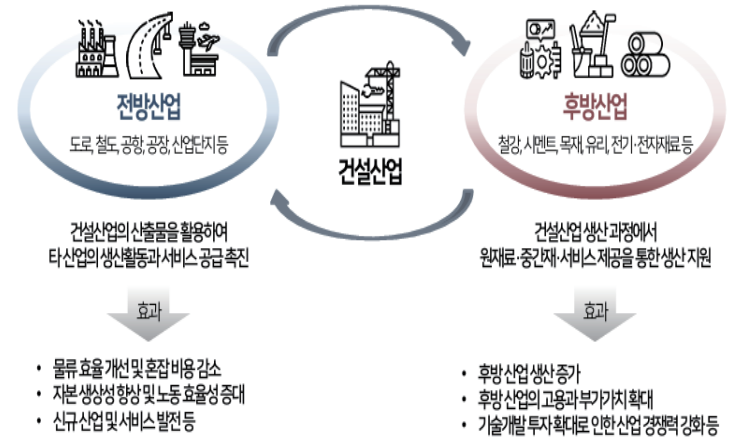 전방산업
도로, 철도, 공항, 공장, 산업단지 등
건설산업
후방산업
철강, 시멘트, 목재, 유리, 전기·전자재료 등
건설산업의 산출물을 활용하여
타 산업의 생산활동과 서비스 공급 촉진
효과
• 물류 효율 개선 및 혼잡 비용 감소
• 자본 생상성 향상 및 노동 효율성 증대
• 신규 산업 및 서비스 발전 등
건설산업 생산 과정에서
원재료·중간재·서비스 제공을 통한 생산 지원
효과
• 후방 산업 생산 증가
• 후방 산업의 고용과 부가가치 확대
• 기술개발 투자 확대로 인한 산업 경쟁력 강화 등